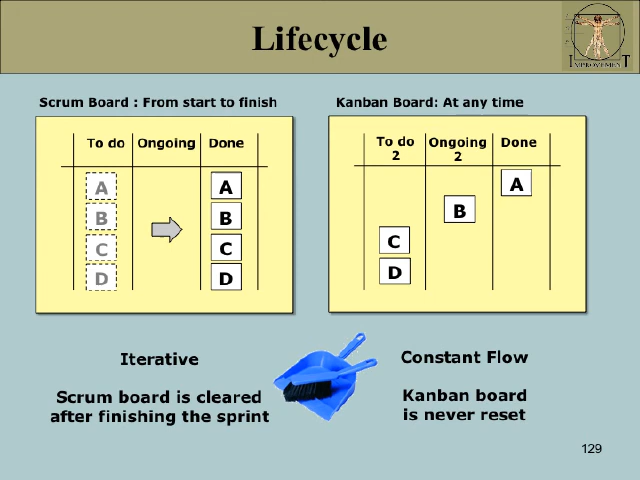 Lifecycle
IMPROVEMENT
Scrum Board : From start to finish
To do Ongoing Done
A A
B B
C C
D D
Kanban Board: At any time
To do Ongoing Done
2 2
A
B
C
D
Iterative
Scrum board is cleared
after finishing the sprint
Constant Flow
Kanban board
is never reset
129